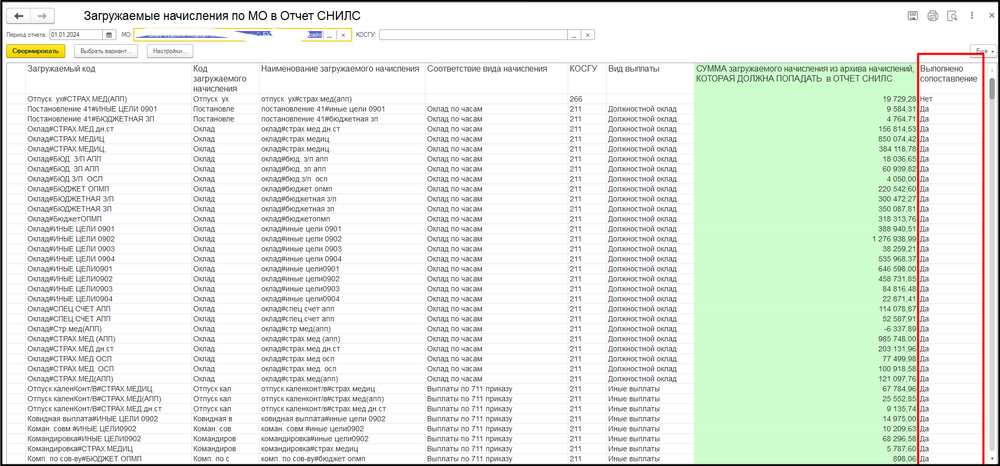 Загружаемые начисления по МО в Отчет СНИЛС
Период отчета: 01.01.2024 МО: ... × КОСГУ: ... ×
Сформировать Выбрать вариант... Настройки... Еще
Загружаемый код Код загружаемого начисления Наименование загружаемого начисления Соответствие вида начисления КОСГУ Вид выплаты СУММА загружаемого начисления из архива начислений, КОТОРАЯ ДОЛЖНА ПОПАДАТЬ в ОТЧЕТ СНИЛС Выполнено сопоставление
Отпуск ух#СТРАХ.МЕД(АПП) Отпуск ух отпуск ух#страх.мед(апп) 266 19 729,28 Нет
Постановление 41#ИНЫЕ ЦЕЛИ 0901 Постановле постановление 41#иные цели 0901 Оклад по часам 211 Должностной оклад 9 584,31 Да
Постановление 41#БЮДЖЕТНАЯ ЗП Постановле постановление 41#бюджетная зп Оклад по часам 211 Должностной оклад 4 764,71 Да
Оклад#СТРАХ.МЕД.дн.ст Оклад оклад#страх.мед.дн.ст Оклад по часам 211 Должностной оклад 156 814,53 Да
Оклад#СТРАХ.МЕДИЦ Оклад оклад#страх.медиц Оклад по часам 211 Должностной оклад 850 074,42 Да
Оклад#СТРАХ.МЕДИЦ. Оклад оклад#страх.медиц. Оклад по часам 211 Должностной оклад 384 118,78 Да
Оклад#БЮД. З/П АПП Оклад оклад#бюд. з/п апп Оклад по часам 211 Должностной оклад 18 036,65 Да
Оклад#БЮД. ЗП АПП Оклад оклад#бюд. зп апп Оклад по часам 211 Должностной оклад 60 939,82 Да
Оклад#БЮД.З/П ОСП Оклад оклад#бюд.з/п осп Оклад по часам 211 Должностной оклад 4 050,00 Да
Оклад#БЮДЖЕТ ОПМП Оклад оклад#бюджет опмп Оклад по часам 211 Должностной оклад 220 542,60 Да
Оклад#БЮДЖЕТНАЯ З/П Оклад оклад#бюджетная з/п Оклад по часам 211 Должностной оклад 300 472,27 Да
Оклад#БЮДЖЕТНАЯ ЗП Оклад оклад#бюджетная зп Оклад по часам 211 Должностной оклад 350 087,81 Да
Оклад#БюджетОПМП Оклад оклад#бюджетопмп Оклад по часам 211 Должностной оклад 318 313,76 Да
Оклад#ИНЫЕ ЦЕЛИ 0901 Оклад оклад#иные цели 0901 Оклад по часам 211 Должностной оклад 388 940,51 Да
Оклад#ИНЫЕ ЦЕЛИ 0902 Оклад оклад#иные цели 0902 Оклад по часам 211 Должностной оклад 1 276 938,99 Да
Оклад#ИНЫЕ ЦЕЛИ 0903 Оклад оклад#иные цели 0903 Оклад по часам 211 Должностной оклад 38 259,21 Да
Оклад#ИНЫЕ ЦЕЛИ 0904 Оклад оклад#иные цели 0904 Оклад по часам 211 Должностной оклад 535 968,37 Да
Оклад#ИНЫЕ ЦЕЛИ0901 Оклад оклад#иные цели0901 Оклад по часам 211 Должностной оклад 646 598,00 Да
Оклад#ИНЫЕ ЦЕЛИ0902 Оклад оклад#иные цели0902 Оклад по часам 211 Должностной оклад 458 731,85 Да
Оклад#ИНЫЕ ЦЕЛИ0903 Оклад оклад#иные цели0903 Оклад по часам 211 Должностной оклад 84 816,48 Да
Оклад#ИНЫЕ ЦЕЛИ0904 Оклад оклад#иные цели0904 Оклад по часам 211 Должностной оклад 22 871,41 Да
Оклад#СПЕЦ СЧЕТ АПП Оклад оклад#спец счет апп Оклад по часам 211 Должностной оклад 114 078,87 Да
Оклад#СПЕЦ.СЧЕТ АПП Оклад оклад#спец.счет апп Оклад по часам 211 Должностной оклад 52 587,91 Да
Оклад#Стр.мед(АПП) Оклад оклад#стр.мед(апп) Оклад по часам 211 Должностной оклад -6 337,89 Да
Оклад#СТРАХ.МЕД (АПП) Оклад оклад#страх.мед (апп) Оклад по часам 211 Должностной оклад 985 748,00 Да
Оклад#СТРАХ.МЕД дн.ст Оклад оклад#страх.мед дн.ст Оклад по часам 211 Должностной оклад 203 131,96 Да
Оклад#СТРАХ.МЕД ОСП Оклад оклад#страх.мед осп Оклад по часам 211 Должностной оклад 77 499,98 Да
Оклад#СТРАХ.МЕД. ОСП Оклад оклад#страх.мед. осп Оклад по часам 211 Должностной оклад 100 918,58 Да
Оклад#СТРАХ.МЕД(АПП) Оклад оклад#страх.мед(апп) Оклад по часам 211 Должностной оклад 121 097,76 Да
Отпуск каленКонт/В#СТРАХ.МЕДИЦ. Отпуск кал отпуск каленконт/в#страх.медиц. Выплаты по 711 приказу 211 Иные выплаты 67 784,96 Да
Отпуск каленКонт/В#СТРАХ.МЕД(АПП) Отпуск кал отпуск каленконт/в#страх.мед(апп) Выплаты по 711 приказу 211 Иные выплаты 25 552,85 Да
Отпуск каленКонт/В#СТРАХ.МЕД.дн.ст Отпуск кал отпуск каленконт/в#страх.мед.дн.ст Выплаты по 711 приказу 211 Иные выплаты 9 135,74 Да
Ковидная выплата#ИНЫЕ ЦЕЛИ 0902 Ковидная в ковидная выплата#иные цели 0902 Выплаты по 711 приказу 211 Иные выплаты 14 975,00 Да
Коман. совм.#ИНЫЕ ЦЕЛИ0902 Коман. сов коман. совм.#иные цели0902 Выплаты по 711 приказу 211 Иные выплаты 10 209,63 Да
Командировка#ИНЫЕ ЦЕЛИ0902 Командиров командировка#иные цели0902 Выплаты по 711 приказу 211 Иные выплаты 68 296,58 Да
Командировка#СТРАХ.МЕДИЦ Командиров командировка#страх.медиц Выплаты по 711 приказу 211 Иные выплаты 5 787,60 Да
Комп. по сов-ву#БЮДЖЕТ ОПМП Комп. по с комп. по сов-ву#бюджет опмп Выплаты по 711 приказу 211 Иные выплаты 898,06 Да